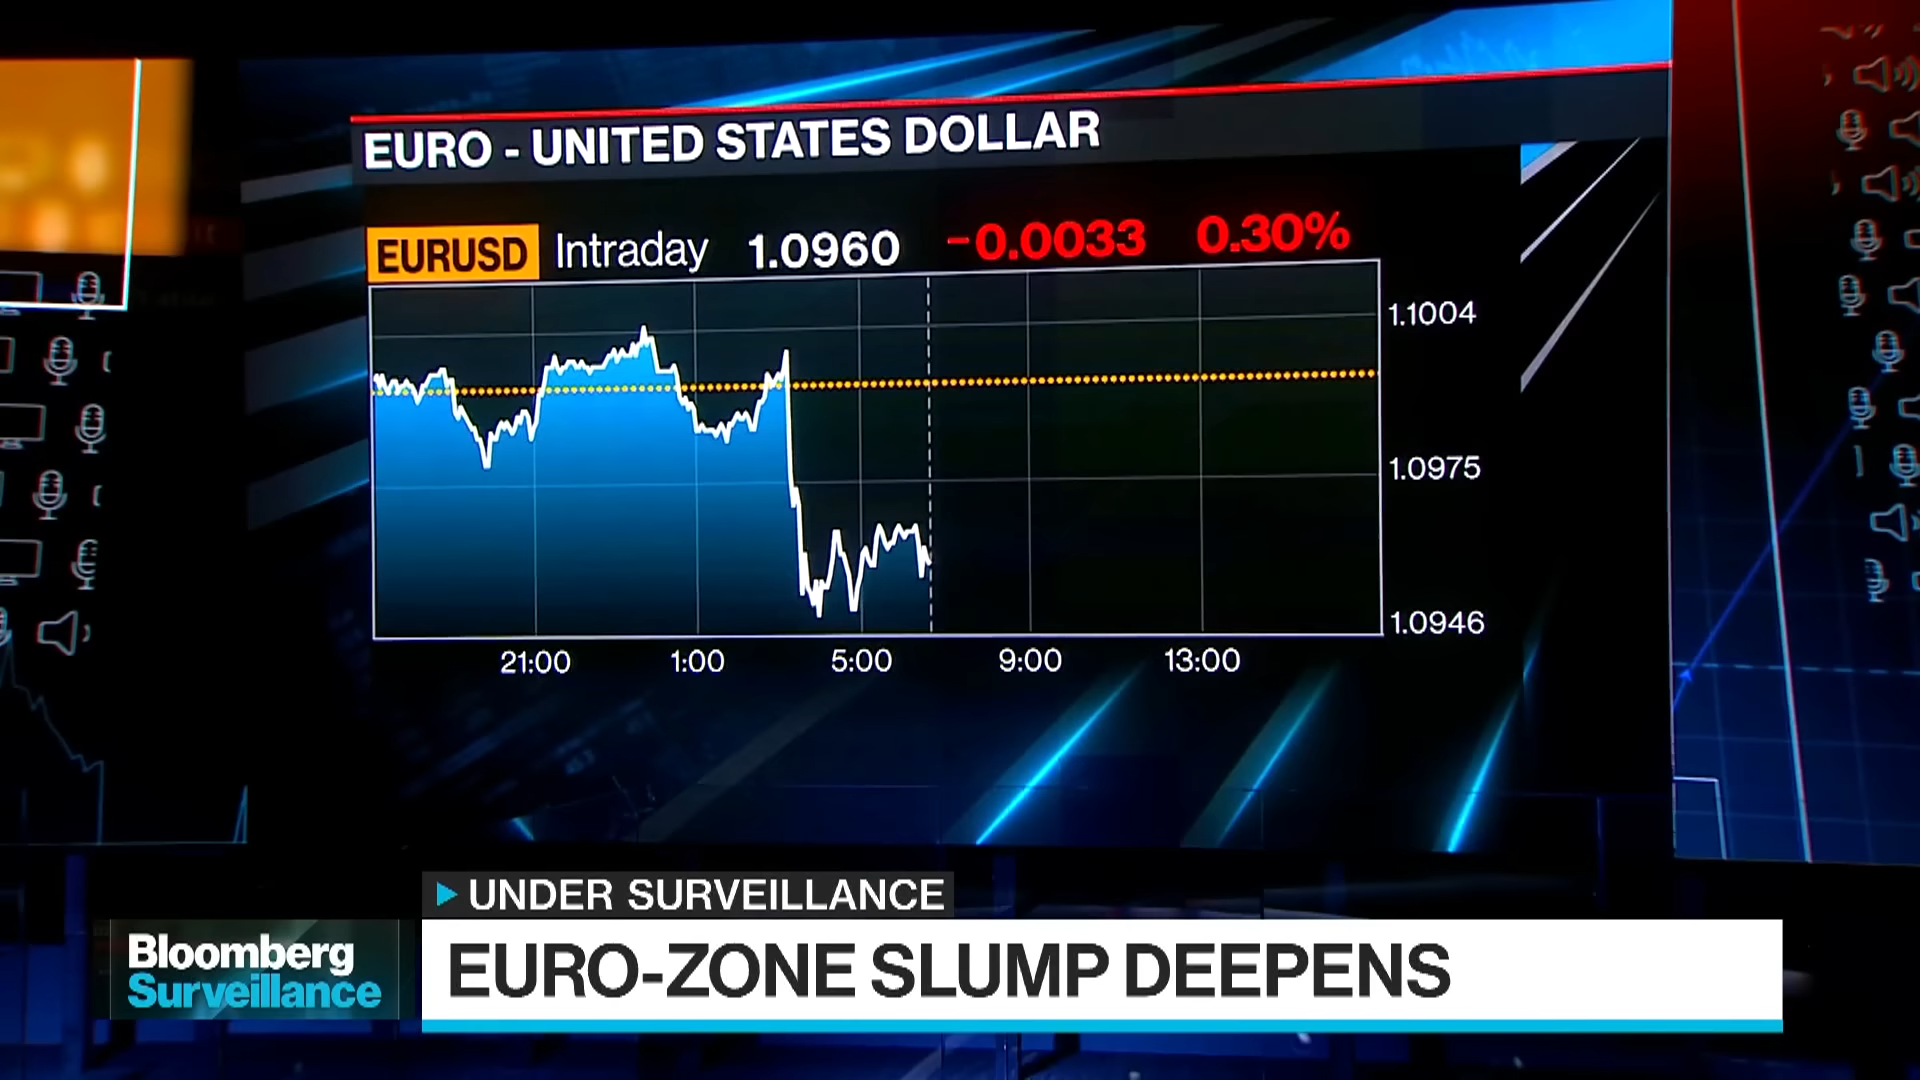 EURO - UNITED STATES DOLLAR
EURUSD Intraday 1.0960 -0.0033 0.30%
1.1004
1.0975
1.0946
21:00 1:00 5:00 9:00 13:00
UNDER SURVEILLANCE
Bloomberg
Surveillance
EURO-ZONE SLUMP DEEPENS